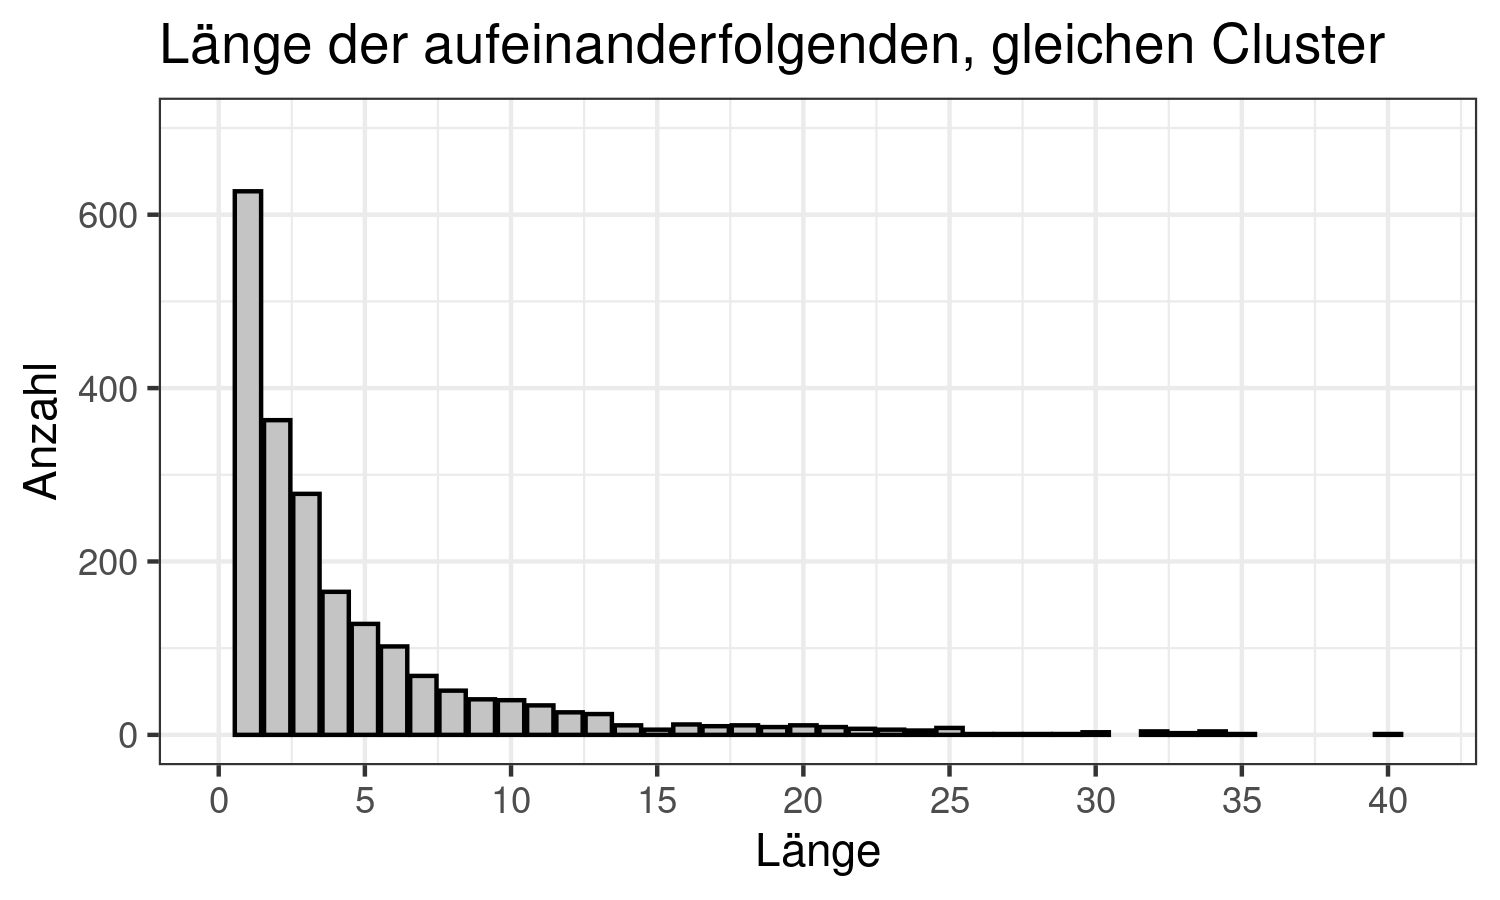 Länge der aufeinanderfolgenden, gleichen Cluster
Anzahl
600
400
200
0
0 5 10 15 20 25 30 35 40
Länge